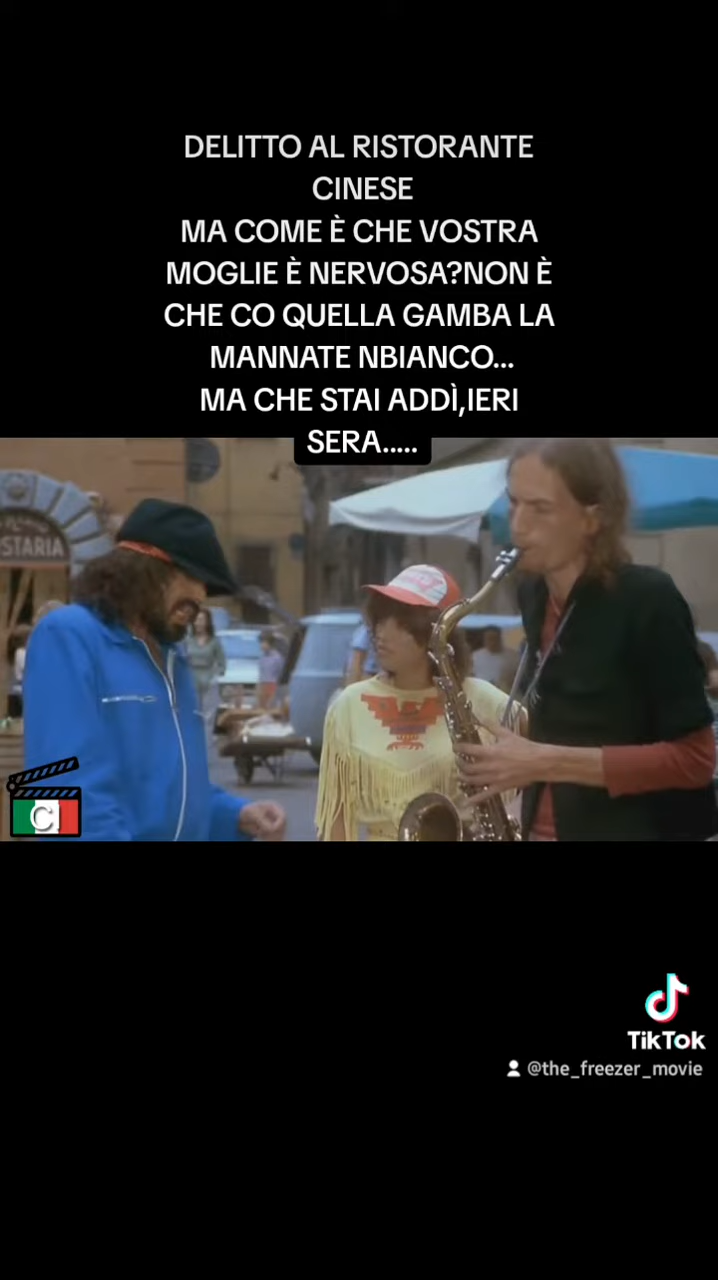 DELITTO AL RISTORANTE
CINESE
MA COME È CHE VOSTRA
MOGLIE È NERVOSA?NON È
CHE CO QUELLA GAMBA LA
MANNATE NBIANCO...
MA CHE STAI ADDÌ,IERI
SERA.....
STARIA
C
TikTok
@the_freezer_movie